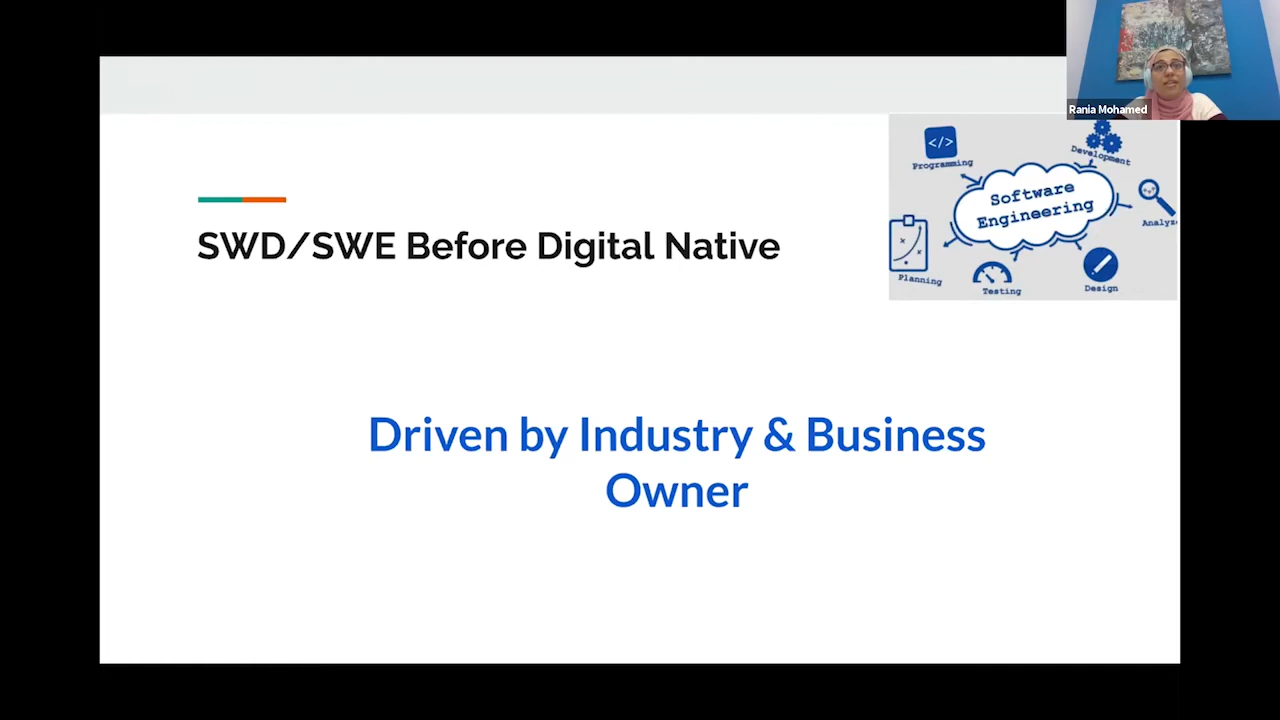 Rania Mohamed
</>
Programming
Development
Software
Engineering
Analyz
Planning
Testing
Design
SWD/SWE Before Digital Native
Driven by Industry & Business
Owner